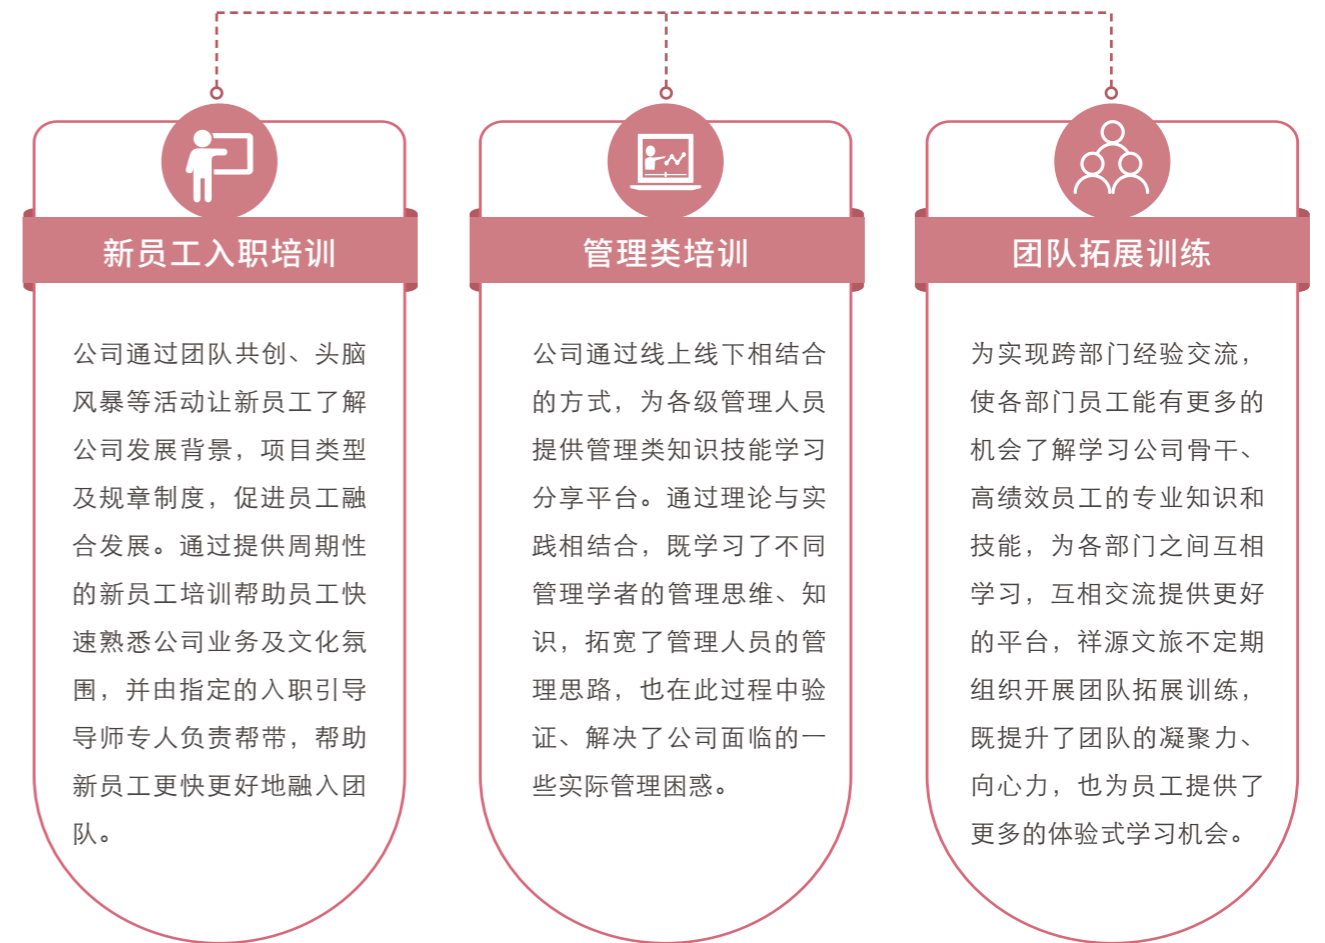 新员工入职培训
公司通过团队共创、头脑
风暴等活动让新员工了解
公司发展背景，项目类型
及规章制度，促进员工融
合发展。通过提供周期性
的新员工培训帮助员工快
速熟悉公司业务及文化氛
围，并由指定的入职引导
导师专人负责帮带，帮助
新员工更快更好地融入团
队。
管理类培训
公司通过线上线下相结合
的方式，为各级管理人员
提供管理类知识技能学习
分享平台。通过理论与实
践相结合，既学习了不同
管理学者的管理思维、知
识，拓宽了管理人员的管
理思路，也在此过程中验
证、解决了公司面临的一
些实际管理困惑。
团队拓展训练
为实现跨部门经验交流，
使各部门员工能有更多的
机会了解学习公司骨干、
高绩效员工的专业知识和
技能，为各部门之间互相
学习，互相交流提供更好
的平台，祥源文旅不定期
组织开展团队拓展训练，
既提升了团队的凝聚力、
向心力，也为员工提供了
更多的体验式学习机会。